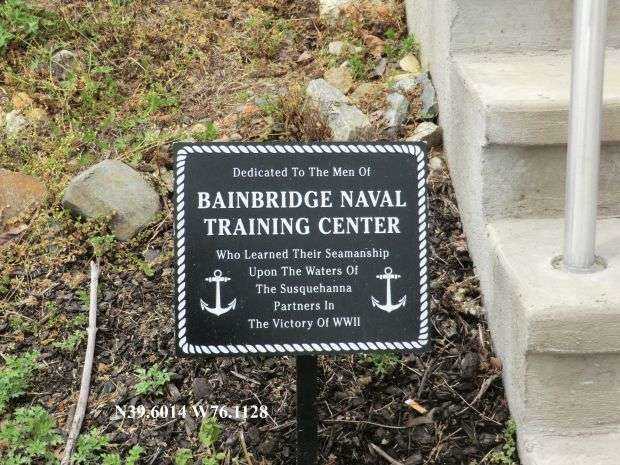 Dedicated To The Men Of
BAINBRIDGE NAVAL
TRAINING CENTER
Who Learned Their Seamanship
Upon The Waters Of
The Susquehanna
Partners In
The Victory Of WWII
N39.6014 W76.1128